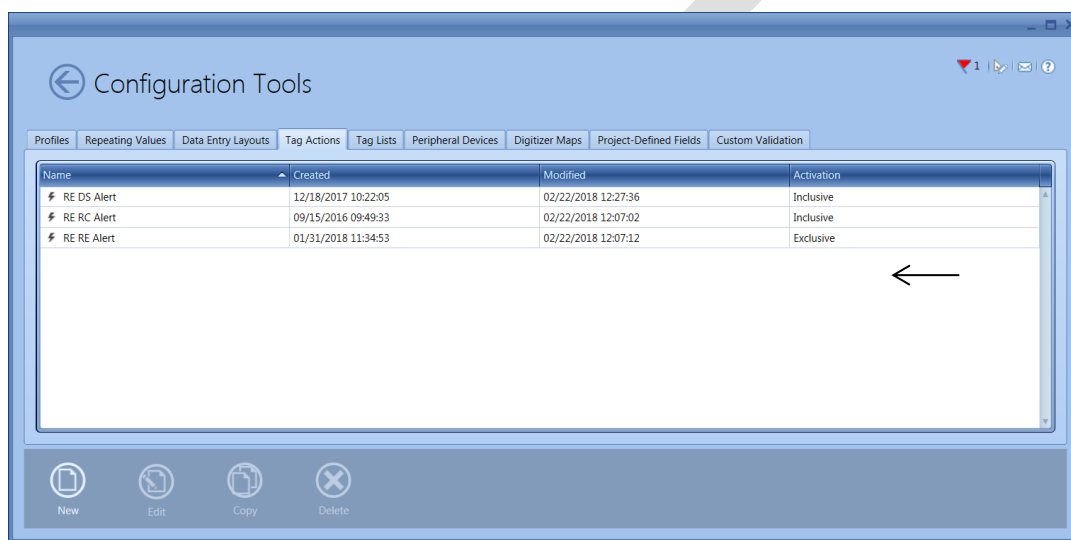 1
Configuration Tools
Profiles Repeating Values Data Entry Layouts Tag Actions Tag Lists Peripheral Devices Digitizer Maps Project-Defined Fields Custom Validation
Name Created Modified Activation
RE DS Alert 12/18/2017 10:22:05 02/22/2018 12:27:36 Inclusive
RE RC Alert 09/15/2016 09:49:33 02/22/2018 12:07:02 Inclusive
RE RE Alert 01/31/2018 11:34:53 02/22/2018 12:07:12 Exclusive
New Edit Copy Delete